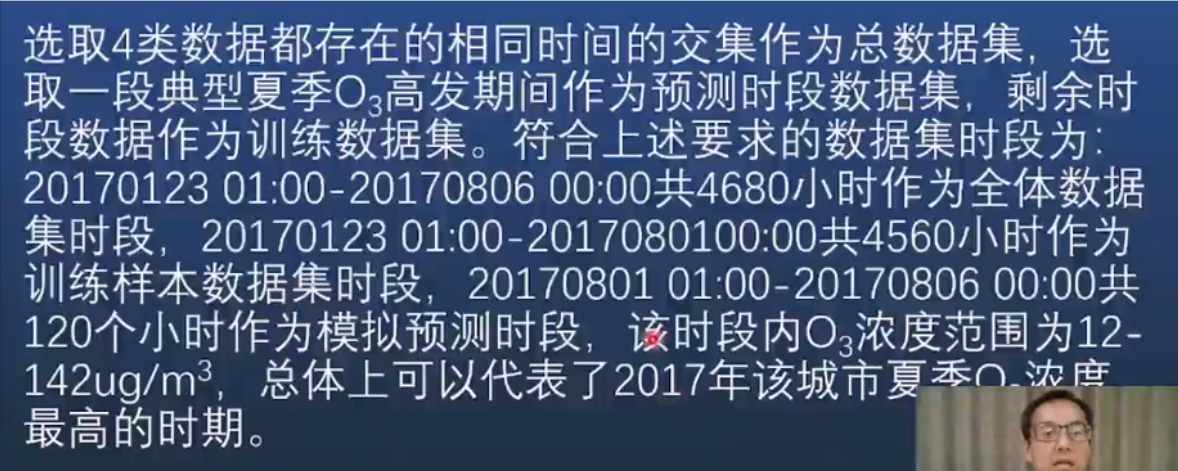 选取4类数据都存在的相同时间的交集作为总数据集，选
取一段典型夏季O₃高发期间作为预测时段数据集，剩余时
段数据作为训练数据集。符合上述要求的数据集时段为：
20170123 01:00-20170806 00:00共4680小时作为全体数据
集时段，20170123 01:00-2017080100:00共4560小时作为
训练样本数据集时段，20170801 01:00-20170806 00:00共
120个小时作为模拟预测时段，该时段内O₃浓度范围为12-
142ug/m³，总体上可以代表了2017年该城市夏季O₃浓度
最高的时期。